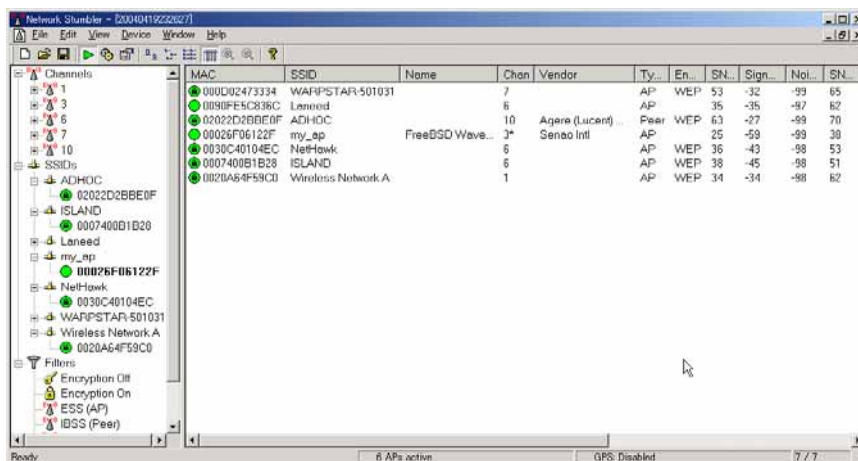 Network Stumbler - [20040419232627]
File Edit View Device Window Help
Channels
1
3
6
7
10
SSIDs
ADHOC
02022D2BBE0F
ISLAND
0007400B1B28
Laneed
my_ap
00026F06122F
NetHawk
0030C40104EC
WARPSTAR-501031
Wireless Network A
0020A64F59C0
Filters
Encryption Off
Encryption On
ESS (AP)
IBSS (Peer)
MAC SSID Name Chan Vendor Ty... En... SN... Sign... Noi... SN...
000D02473334 WARPSTAR-501031 7 AP WEP 53 -32 -99 65
0090FE5C836C Laneed 6 AP 35 -35 -97 62
02022D2BBE0F ADHOC 10 Agere (Lucent) ... Peer WEP 63 -27 -99 70
00026F06122F my_ap FreeBSD Wave... 3* Senao Intl AP 25 -59 -99 38
0030C40104EC NetHawk 6 AP WEP 36 -43 -98 53
0007400B1B28 ISLAND 6 AP WEP 38 -45 -98 51
0020A64F59C0 Wireless Network A 1 AP WEP 34 -34 -98 62
Ready 6 APs active GPS: Disabled 7 / 7